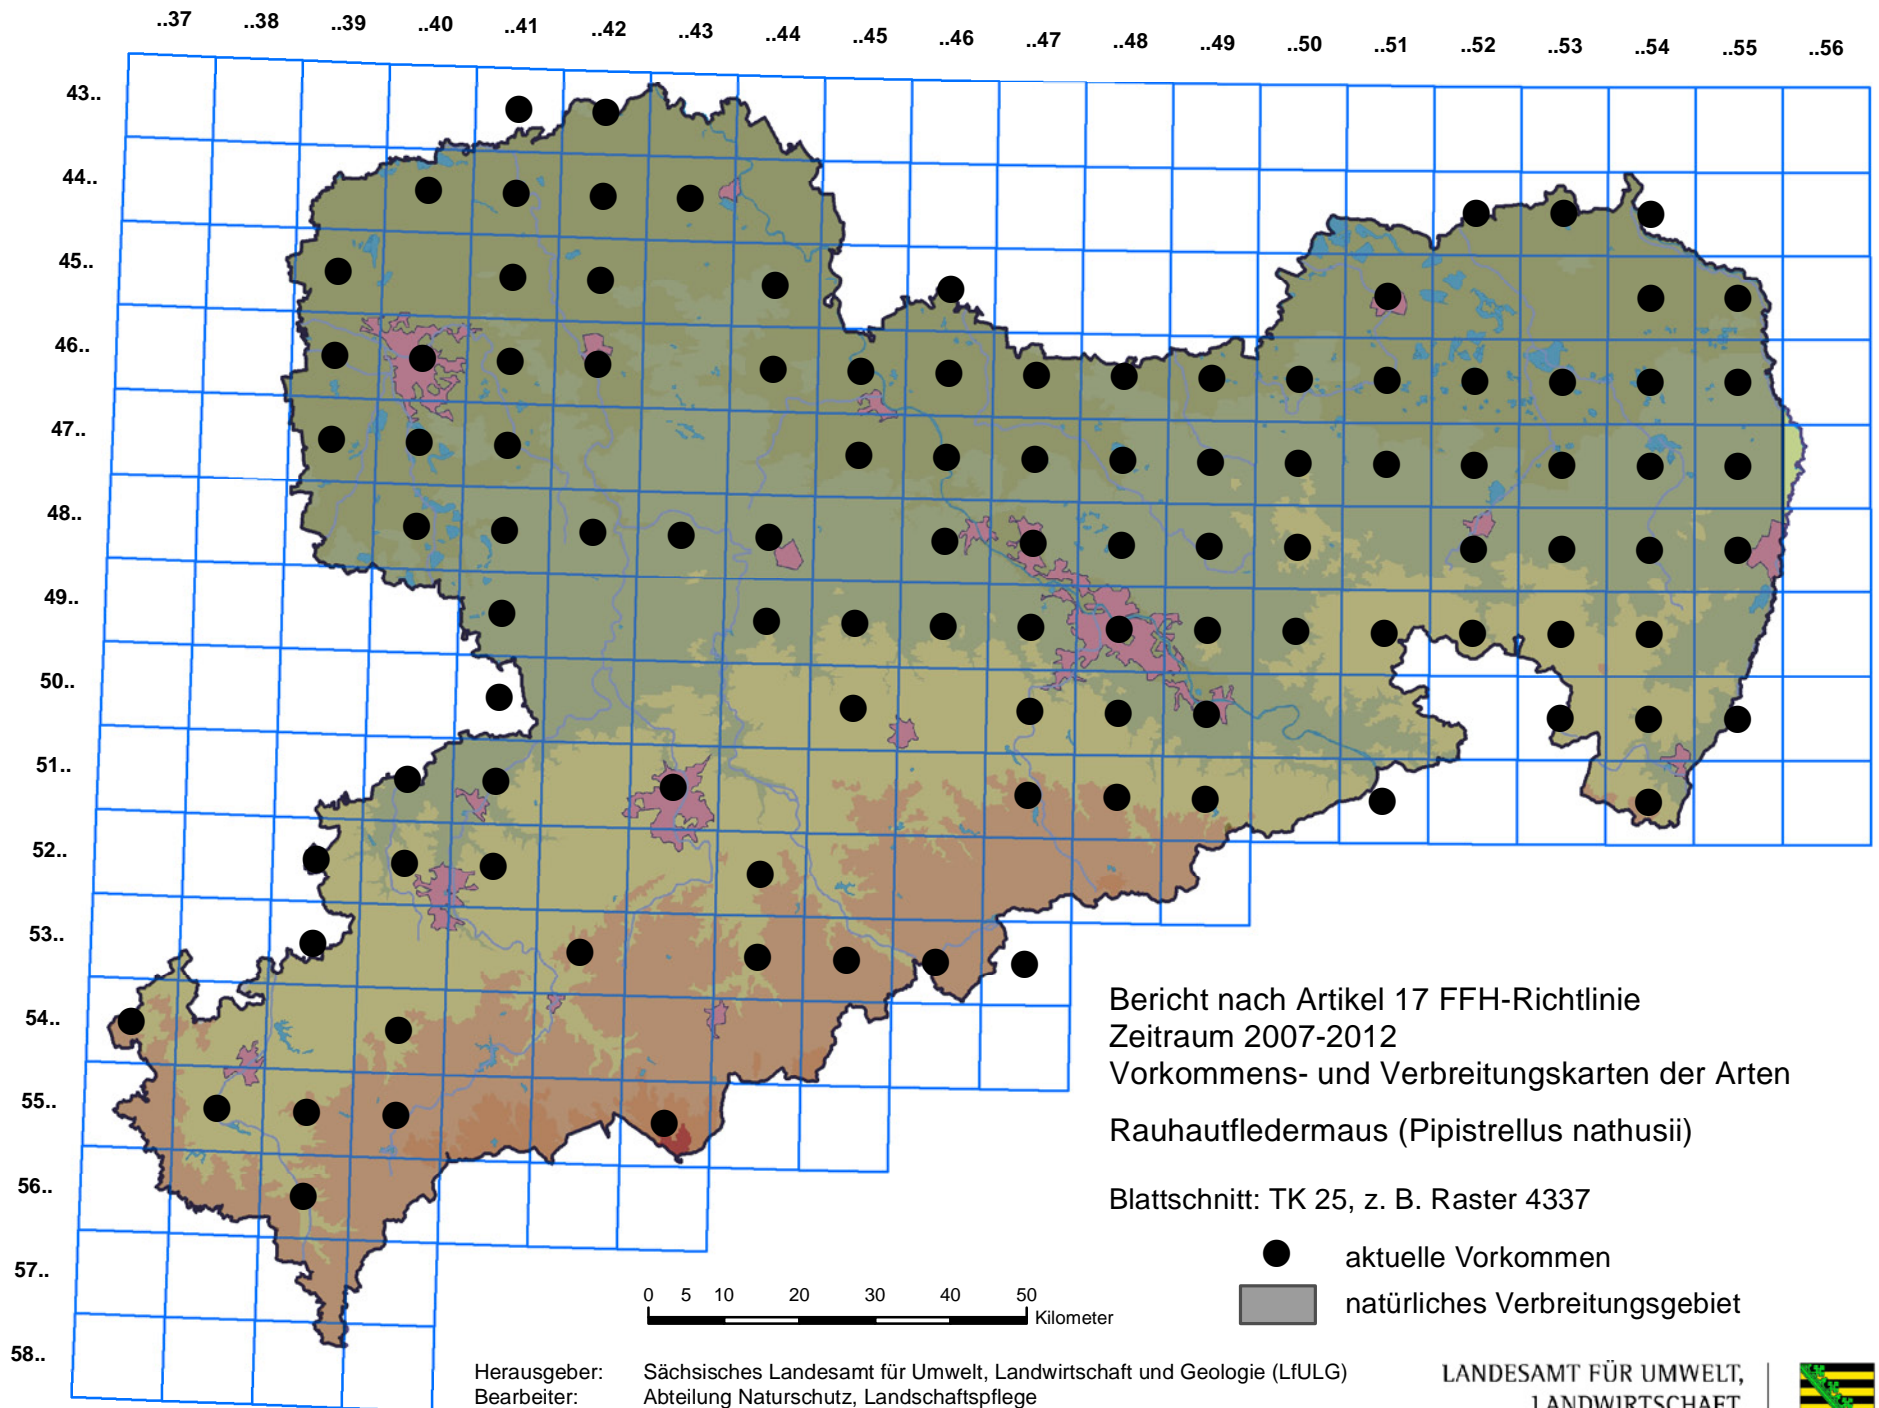 ..37 ..38 ..39 ..40 ..41 ..42 ..43 ..44 ..45 ..46 ..47 ..48 ..49 ..50 ..51 ..52 ..53 ..54 ..55 ..56
43..
44..
45..
46..
47..
48..
49..
50..
51..
52..
53..
54..
55..
56..
57..
58..
Bericht nach Artikel 17 FFH-Richtlinie
Zeitraum 2007-2012
Vorkommens- und Verbreitungskarten der Arten
Rauhautfledermaus (Pipistrellus nathusii)
Blattschnitt: TK 25, z. B. Raster 4337
aktuelle Vorkommen
natürliches Verbreitungsgebiet
0 5 10 20 30 40 50
Kilometer
Herausgeber: Sächsisches Landesamt für Umwelt, Landwirtschaft und Geologie (LfULG)
Bearbeiter: Abteilung Naturschutz, Landschaftspflege
LANDESAMT FÜR UMWELT,
LANDWIRTSCHAFT